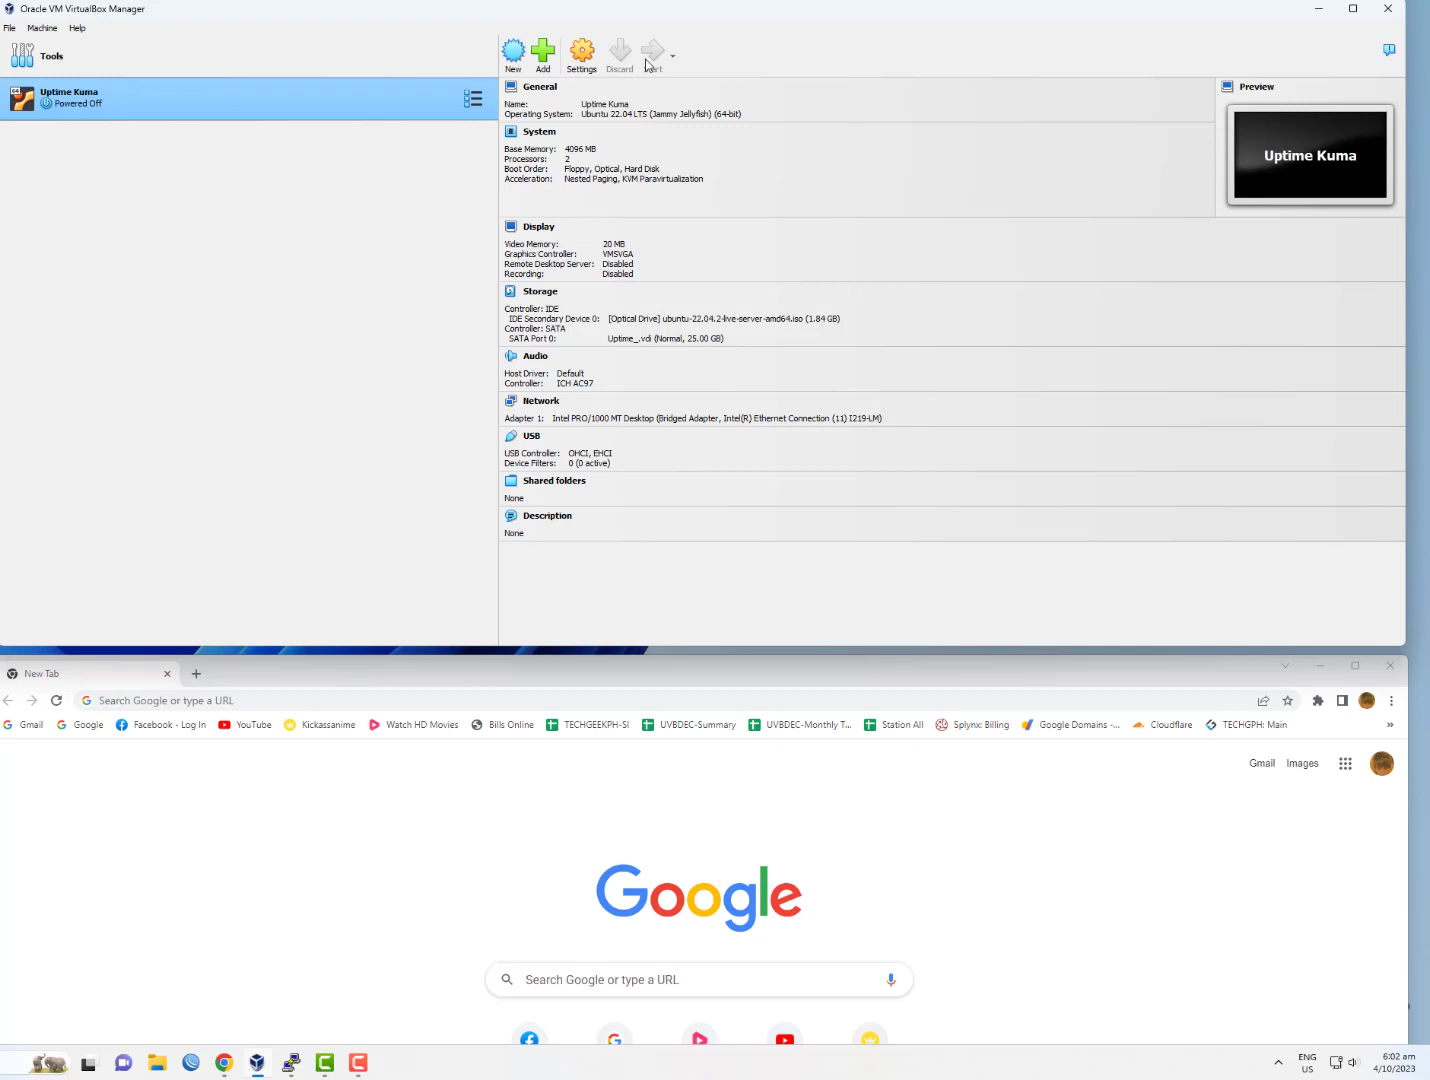 Oracle VM VirtualBox Manager
File Machine Help
Tools
New Add Settings Discard
64 Uptime Kuma
Powered Off
General
Name: Uptime Kuma
Operating System: Ubuntu 22.04 LTS (Jammy Jellyfish) (64-bit)
Preview
Uptime Kuma
System
Base Memory: 4096 MB
Processors: 2
Boot Order: Floppy, Optical, Hard Disk
Acceleration: Nested Paging, KVM Paravirtualization
Display
Video Memory: 20 MB
Graphics Controller: VMSVGA
Remote Desktop Server: Disabled
Recording: Disabled
Storage
Controller: IDE
IDE Secondary Device 0: [Optical Drive] ubuntu-22.04.2-live-server-amd64.iso (1.84 GB)
Controller: SATA
SATA Port 0: Uptime_.vdi (Normal, 25.00 GB)
Audio
Host Driver: Default
Controller: ICH AC97
Network
Adapter 1: Intel PRO/1000 MT Desktop (Bridged Adapter, Intel(R) Ethernet Connection (11) I219-LM)
USB
USB Controller: OHCI, EHCI
Device Filters: 0 (0 active)
Shared folders
None
Description
None
New Tab
Search Google or type a URL
Gmail Google Facebook - Log In YouTube Kickassanime Watch HD Movies Bills Online TECHGEEKPH-SI UVBDEC-Summary UVBDEC-Monthly T... Station All Splynx Billing Google Domains -... Cloudflare TECHGPH: Main »
Gmail Images
Google
Search Google or type a URL
ENG
US
6:02 am
4/10/2023